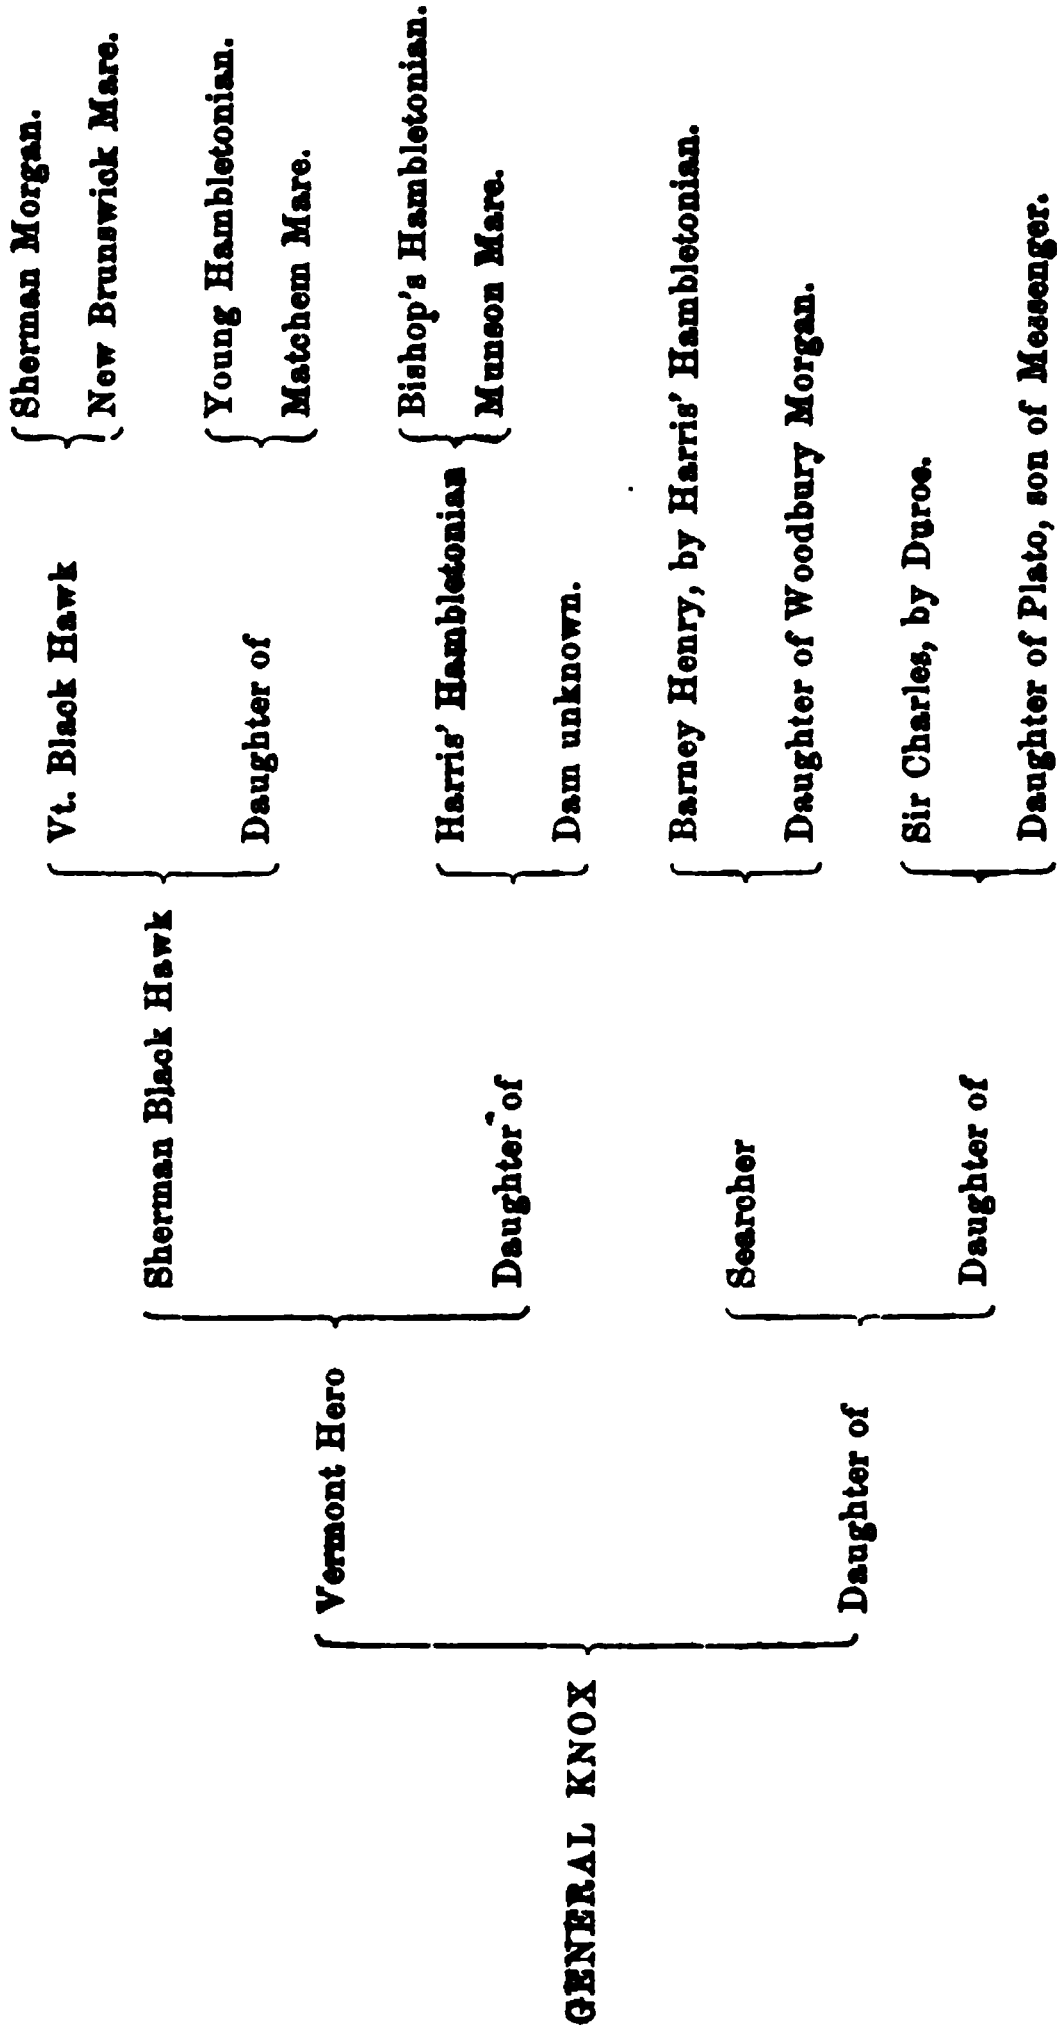 GENERAL KNOX
Vermont Hero
Daughter of
Sherman Black Hawk
Daughter of
Searcher
Daughter of
Vt. Black Hawk
Daughter of
Harris' Hambletonian
Dam unknown.
Barney Henry, by Harris' Hambletonian.
Daughter of Woodbury Morgan.
Sir Charles, by Duroc.
Daughter of Plato, son of Messenger.
Sherman Morgan.
New Brunswick Mare.
Young Hambletonian.
Matchem Mare.
Bishop's Hambletonian.
Munson Mare.